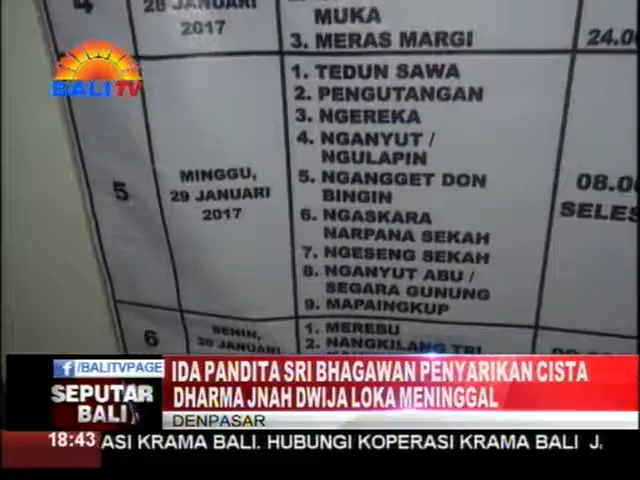 4
28 JANUARI
2017
MUKA
3. MERAS MARGI
24.0
BALI TV
5
MINGGU,
29 JANUARI
2017
1. TEDUN SAWA
2. PENGUTANGAN
3. NGEREKA
4. NGANYUT /
NGULAPIN
5. NGANGGET DON
BINGIN
6. NGASKARA
NARPANA SEKAH
7. NGESENG SEKAH
8. NGANYUT ABU /
SEGARA GUNUNG
9. MAPAINGKUP
08.0
SELES
6
SENIN,
30 JANUARI
1. MEREBU
2. NANGKILANG TRI
/BALITVPAGE
SEPUTAR
BALI
IDA PANDITA SRI BHAGAWAN PENYARIKAN CISTA
DHARMA JNAH DWIJA LOKA MENINGGAL
DENPASAR
18:43 ASI KRAMA BALI. HUBUNGI KOPERASI KRAMA BALI J